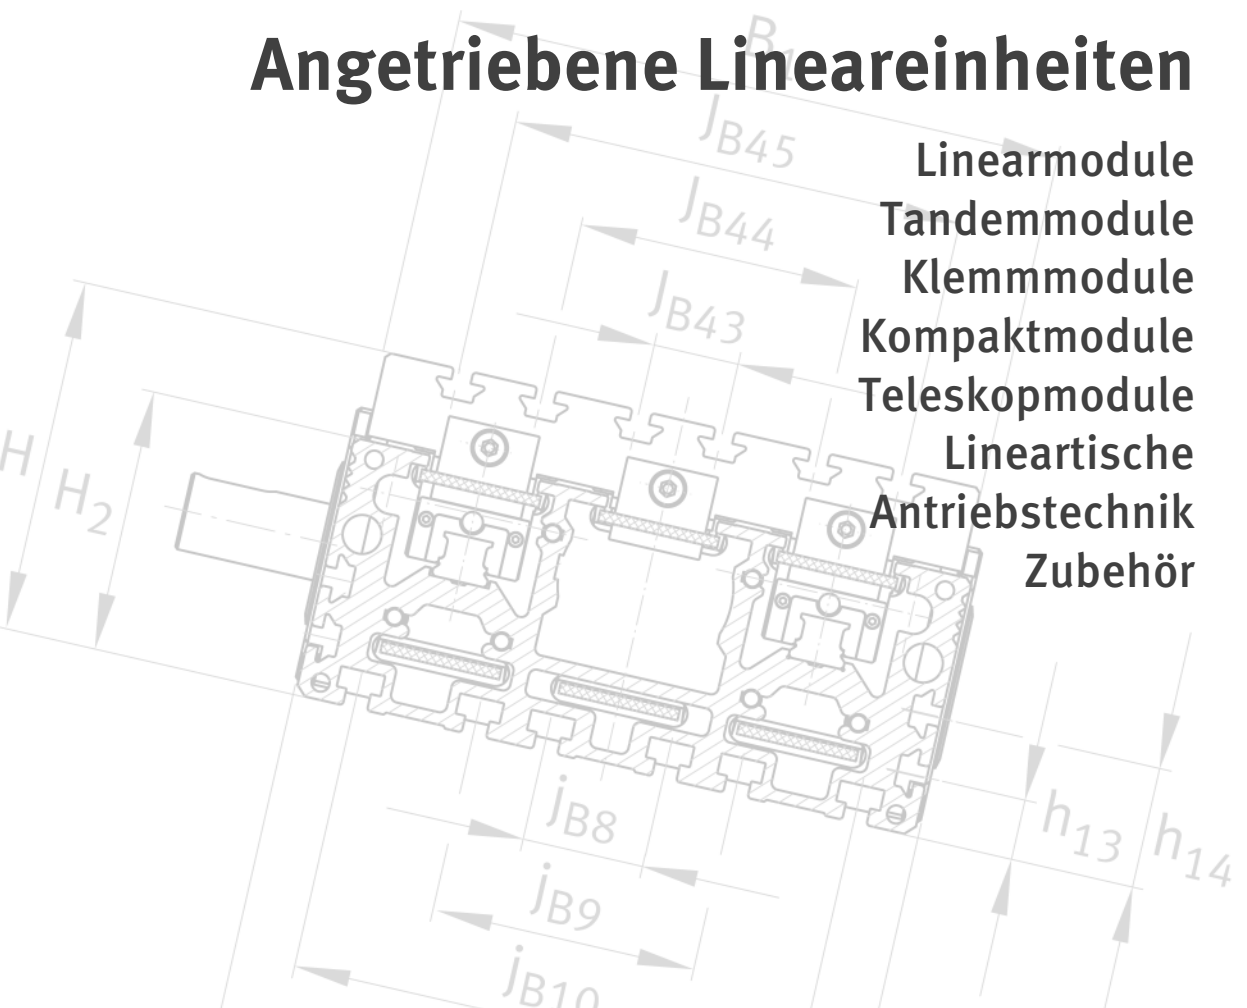 Angetriebene Lineareinheiten
Linearmodule
Tandemmodule
Klemmmodule
Kompaktmodule
Teleskopmodule
Lineartische
Antriebstechnik
Zubehör
B1
JB45
JB44
JB43
H
H2
jB8
jB9
jB10
h13
h14